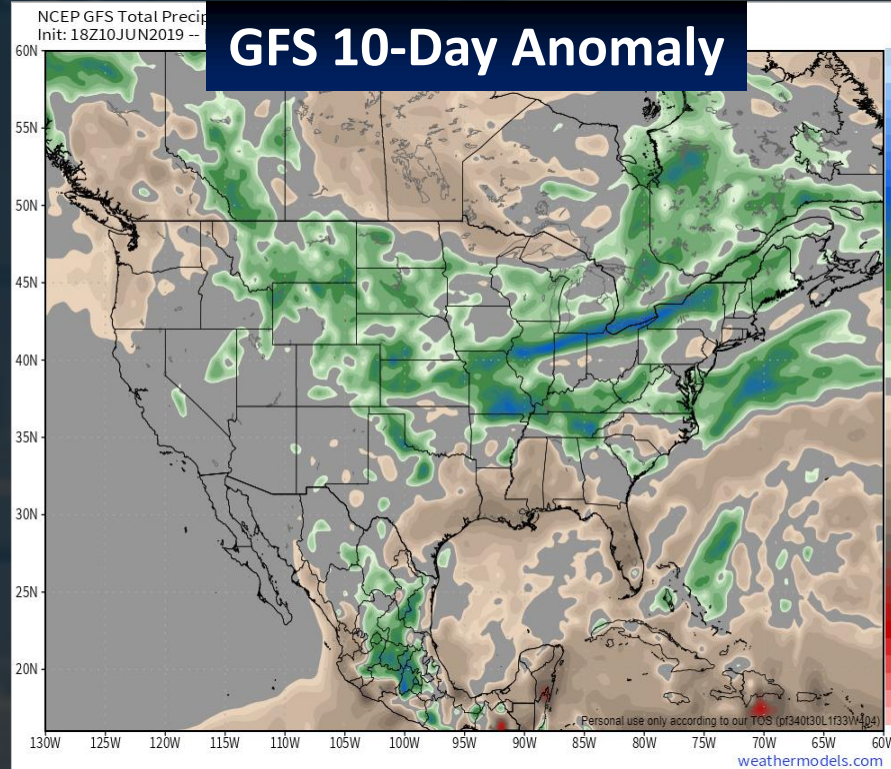 NCEP GFS Total Precip
Init: 18Z10JUN2019 --
GFS 10-Day Anomaly
60N
55N
50N
45N
40N
35N
30N
25N
20N
130W 125W 120W 115W 110W 105W 100W 95W 90W 85W 80W 75W 70W 65W 60W
Personal use only according to our TOS
weathermodels.com